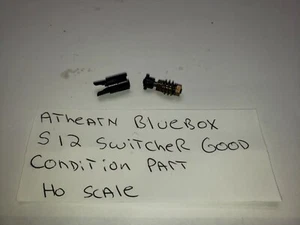 AtheArN BlueBOX
S12 SwitcheR GOOD
CONDITION PArT
HO SCAle